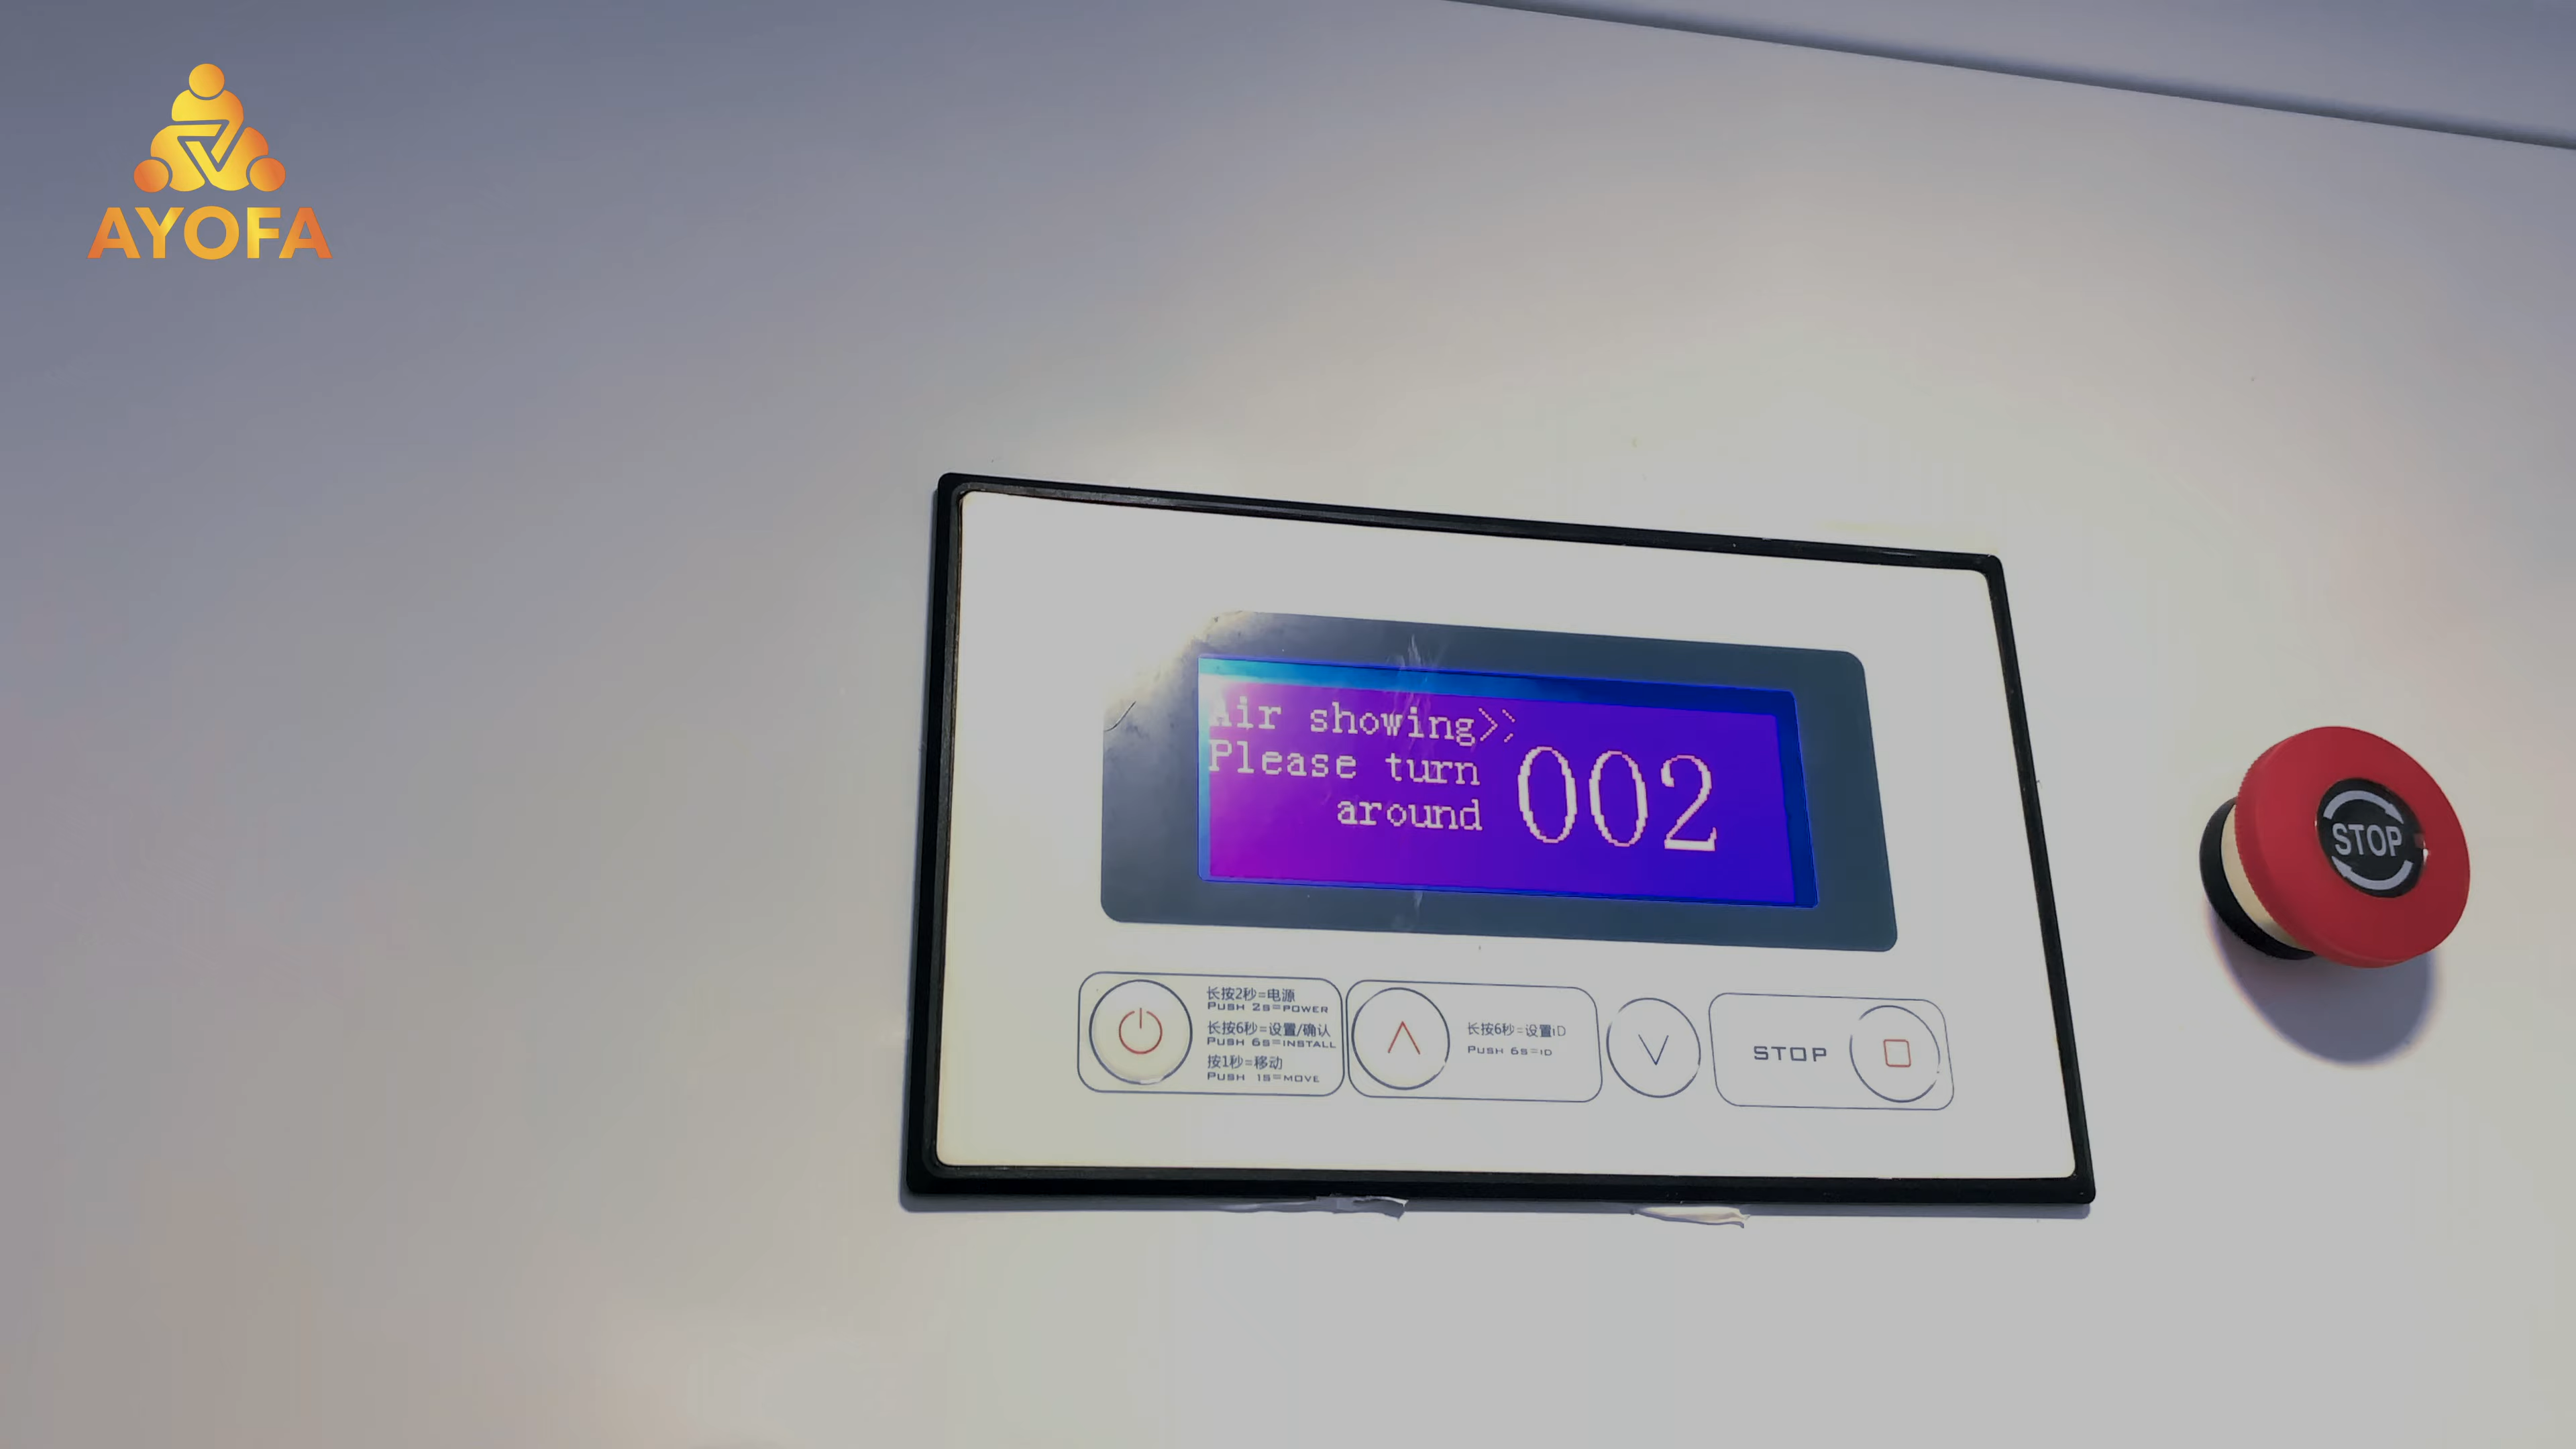 AYOFA
Air showing>>
Please turn
around
002
长按2秒=电源
PUSH 2S=POWER
长按6秒=设置/确认
PUSH 6S=INSTALL
按1秒=移动
PUSH 1S=MOVE
长按6秒=设置ID
PUSH 6S=ID
STOP
STOP